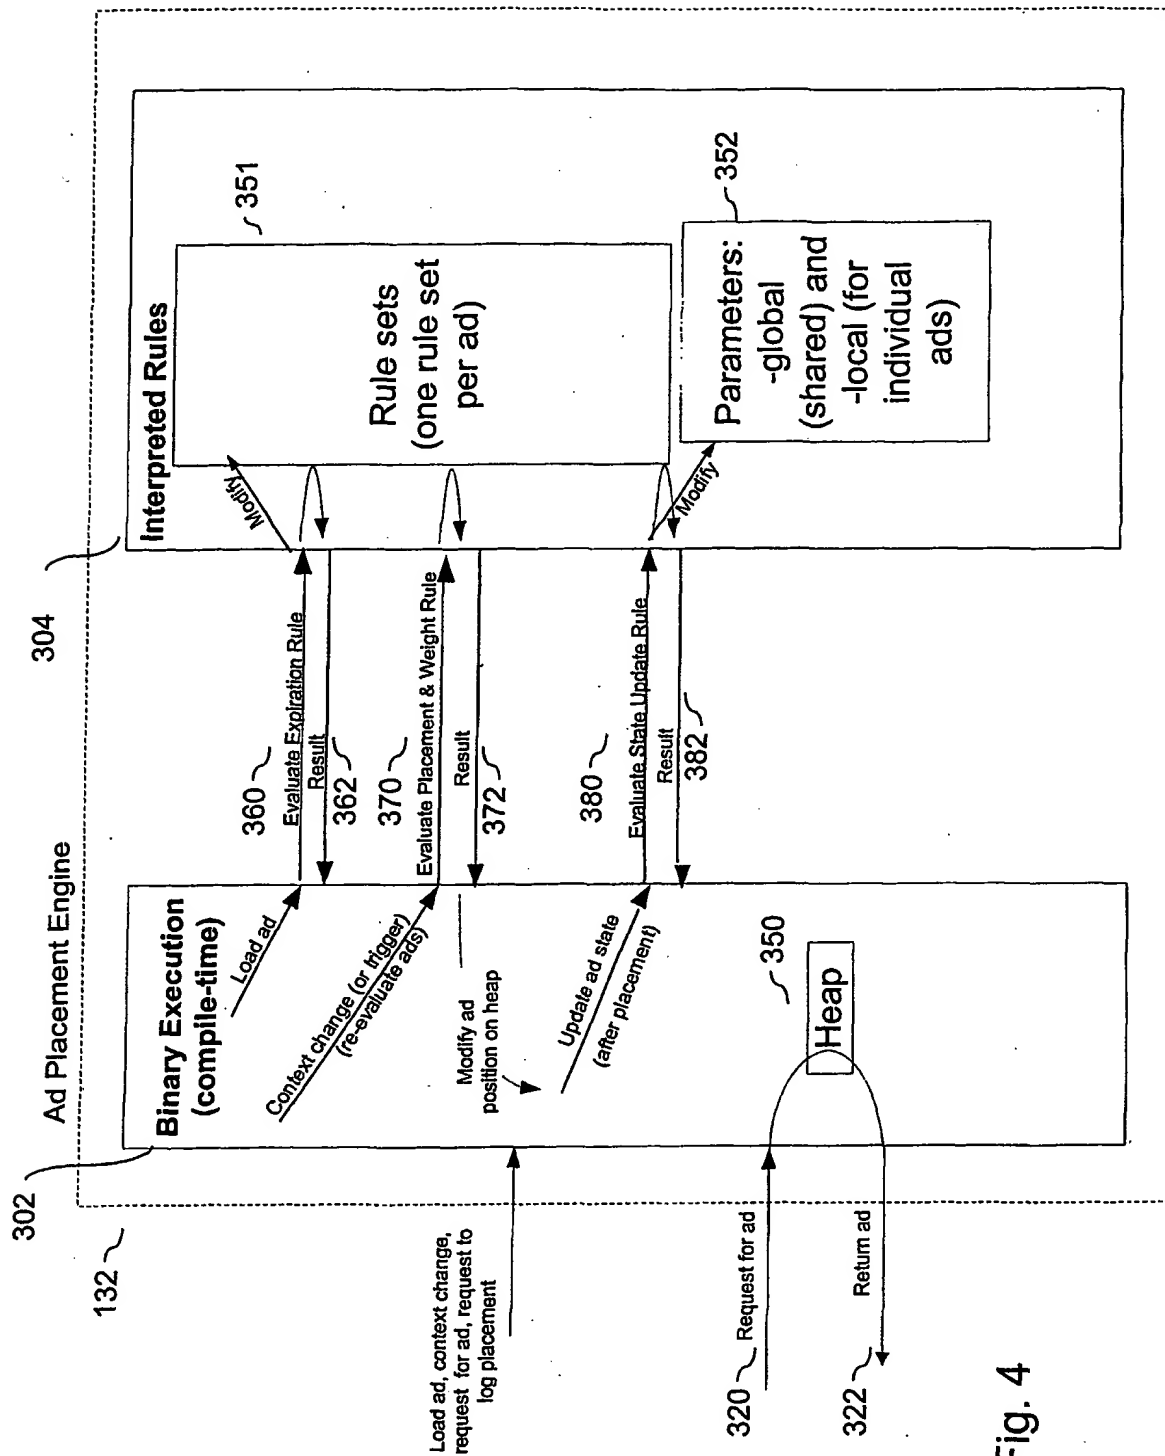 Ad Placement Engine
132
302
304
Binary Execution
(compile-time)
Load ad
Context change (or trigger)
(re-evaluate ads)
Modify ad
position on heap
Update ad state
(after placement)
350
Heap
Load ad, context change,
request for ad, request to
log placement
320
Request for ad
322
Return ad
360
Evaluate Expiration Rule
Result
362
370
Evaluate Placement & Weight Rule
Result
372
380
Evaluate State Update Rule
Result
382
Interpreted Rules
Modify
351
Rule sets
(one rule set
per ad)
Modify
352
Parameters:
-global
(shared) and
-local (for
individual
ads)
Fig. 4